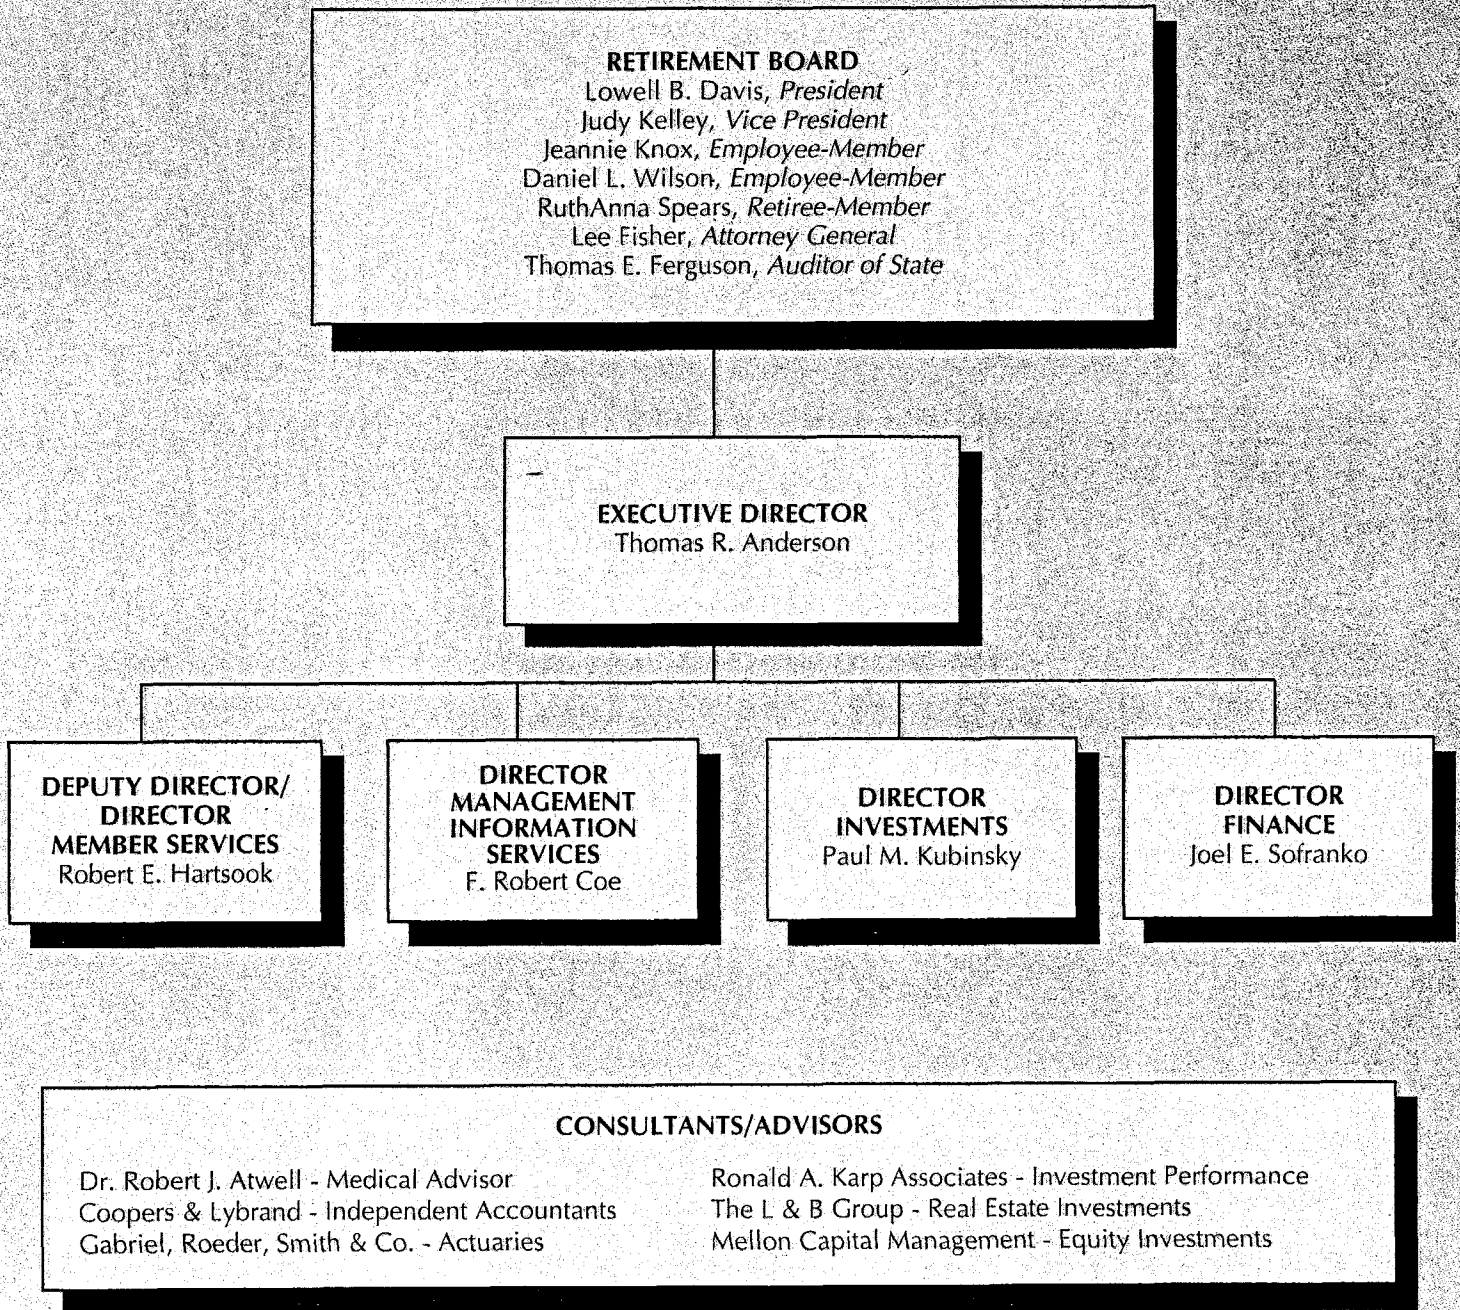 RETIREMENT BOARD
Lowell B. Davis, President
Judy Kelley, Vice President
Jeannie Knox, Employee-Member
Daniel L. Wilson, Employee-Member
RuthAnna Spears, Retiree-Member
Lee Fisher, Attorney General
Thomas E. Ferguson, Auditor of State
EXECUTIVE DIRECTOR
Thomas R. Anderson
DEPUTY DIRECTOR/
DIRECTOR
MEMBER SERVICES
Robert E. Hartsook
DIRECTOR
MANAGEMENT
INFORMATION
SERVICES
F. Robert Coe
DIRECTOR
INVESTMENTS
Paul M. Kubinsky
DIRECTOR
FINANCE
Joel E. Sofranko
CONSULTANTS/ADVISORS
Dr. Robert J. Atwell - Medical Advisor
Coopers & Lybrand - Independent Accountants
Gabriel, Roeder, Smith & Co. - Actuaries
Ronald A. Karp Associates - Investment Performance
The L & B Group - Real Estate Investments
Mellon Capital Management - Equity Investments